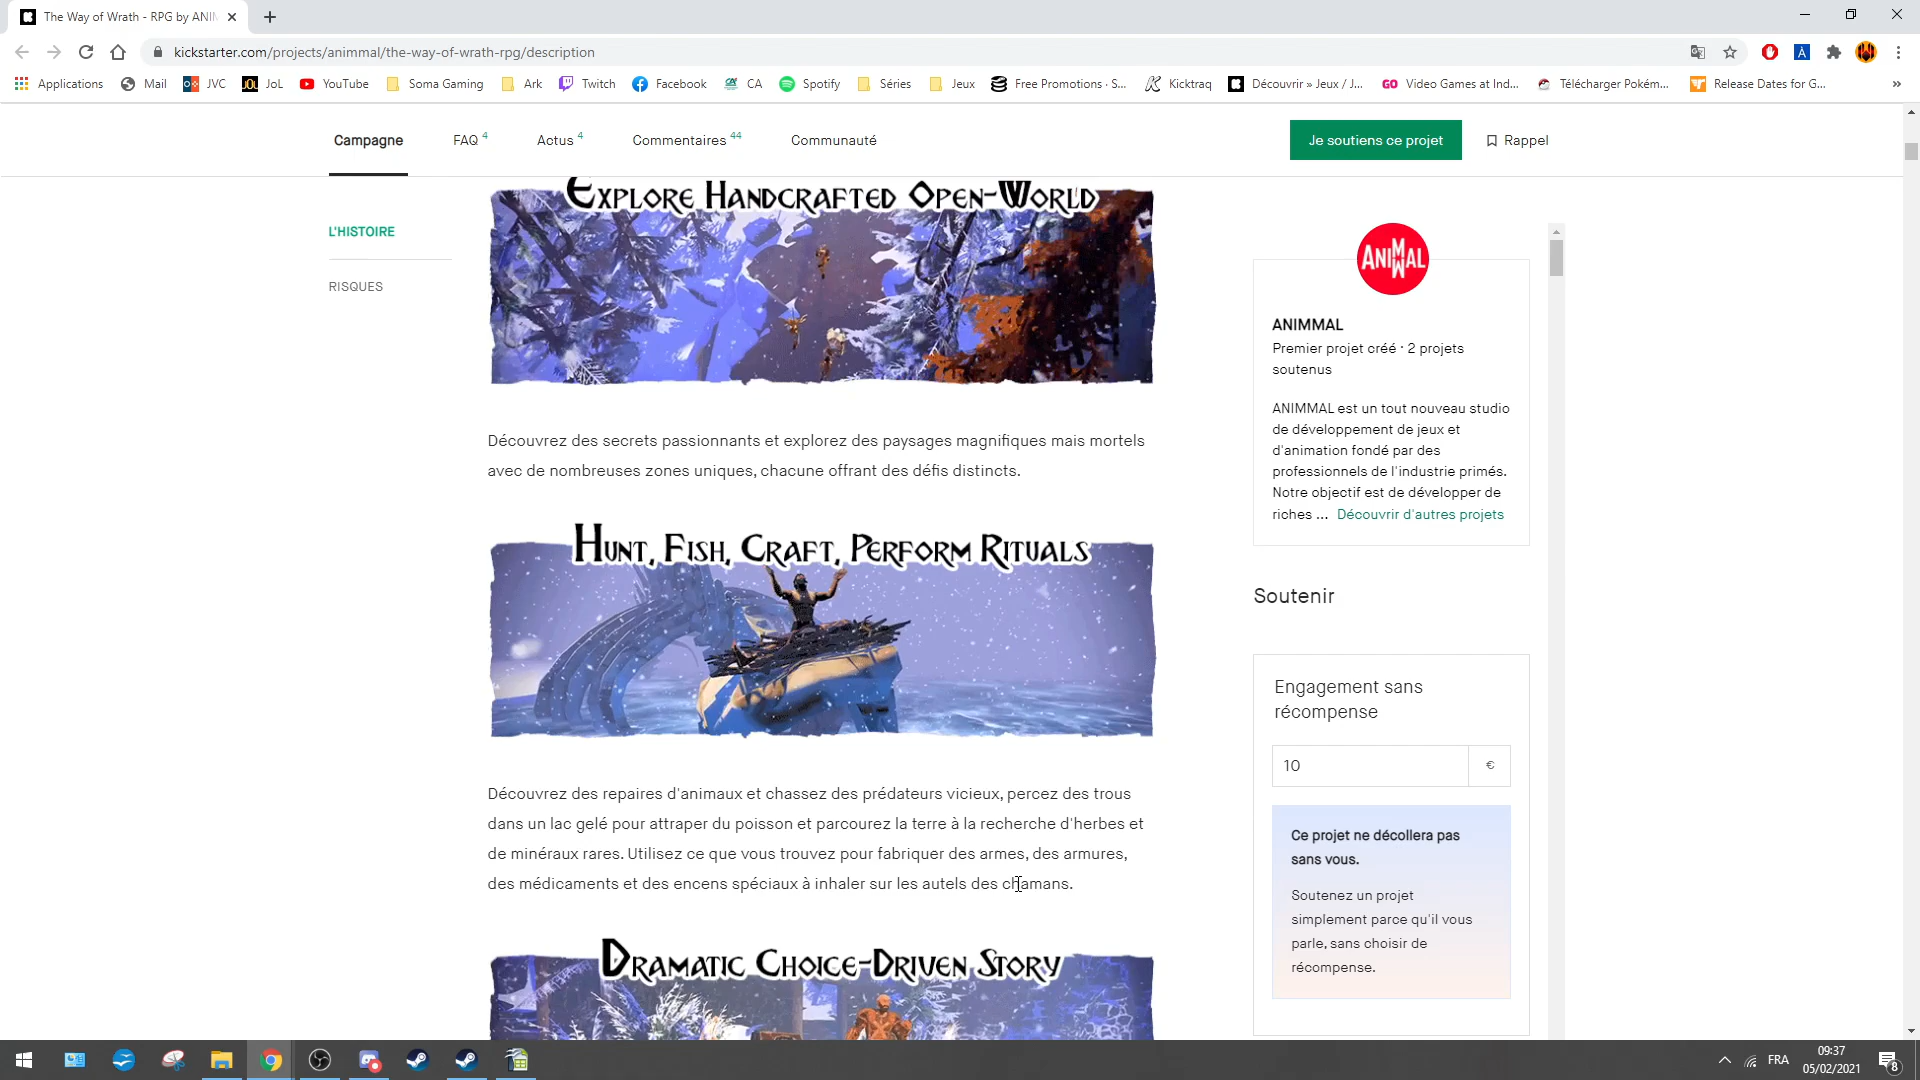 The Way of Wrath - RPG by ANIM
kickstarter.com/projects/animmal/the-way-of-wrath-rpg/description
Applications Mail JVC JoL YouTube Soma Gaming Ark Twitch Facebook CA Spotify Séries Jeux Free Promotions · S... Kicktraq Découvrir » Jeux / J... GO Video Games at Ind... Télécharger Pokém... Release Dates for G... »
Campagne FAQ 4 Actus 4 Commentaires 44 Communauté Je soutiens ce projet Rappel
EXPLORE HANDCRAFTED OPEN-WORLD
L'HISTOIRE
RISQUES
Découvrez des secrets passionnants et explorez des paysages magnifiques mais mortels
avec de nombreuses zones uniques, chacune offrant des défis distincts.
HUNT, FISH, CRAFT, PERFORM RITUALS
Découvrez des repaires d'animaux et chassez des prédateurs vicieux, percez des trous
dans un lac gelé pour attraper du poisson et parcourez la terre à la recherche d'herbes et
de minéraux rares. Utilisez ce que vous trouvez pour fabriquer des armes, des armures,
des médicaments et des encens spéciaux à inhaler sur les autels des chamans.
DRAMATIC CHOICE-DRIVEN STORY
ANIMMAL
ANIMMAL
Premier projet créé · 2 projets
soutenus
ANIMMAL est un tout nouveau studio
de développement de jeux et
d'animation fondé par des
professionnels de l'industrie primés.
Notre objectif est de développer de
riches ... Découvrir d'autres projets
Soutenir
Engagement sans
récompense
10 €
Ce projet ne décollera pas
sans vous.
Soutenez un projet
simplement parce qu'il vous
parle, sans choisir de
récompense.
FRA
09:37
05/02/2021
8